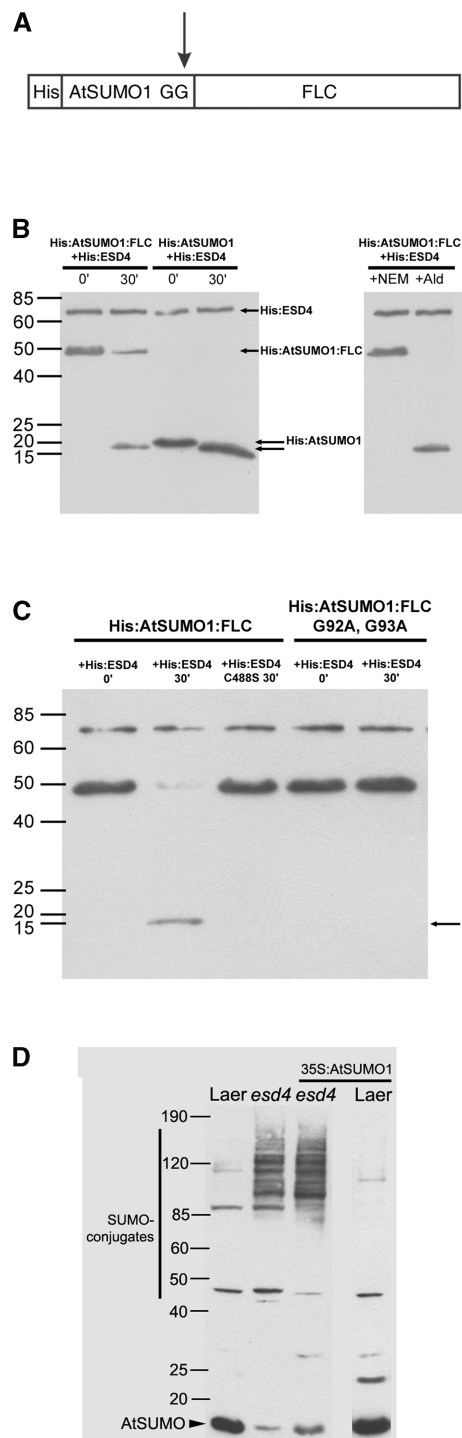 A
His AtSUMO1 GG FLC
B
His:AtSUMO1:FLC His:AtSUMO1 His:AtSUMO1:FLC
+His:ESD4 +His:ESD4 +His:ESD4
0' 30' 0' 30' +NEM +Ald
85
60
50
40
25
20
15
His:ESD4
His:AtSUMO1:FLC
His:AtSUMO1
C
His:AtSUMO1:FLC
His:AtSUMO1:FLC
G92A, G93A
+His:ESD4 +His:ESD4 +His:ESD4 +His:ESD4 +His:ESD4
0' 30' C488S 30' 0' 30'
85
60
50
40
25
20
15
D
35S:AtSUMO1
Laer esd4 esd4 Laer
190
120
85
60
50
40
25
20
SUMO-
conjugates
AtSUMO